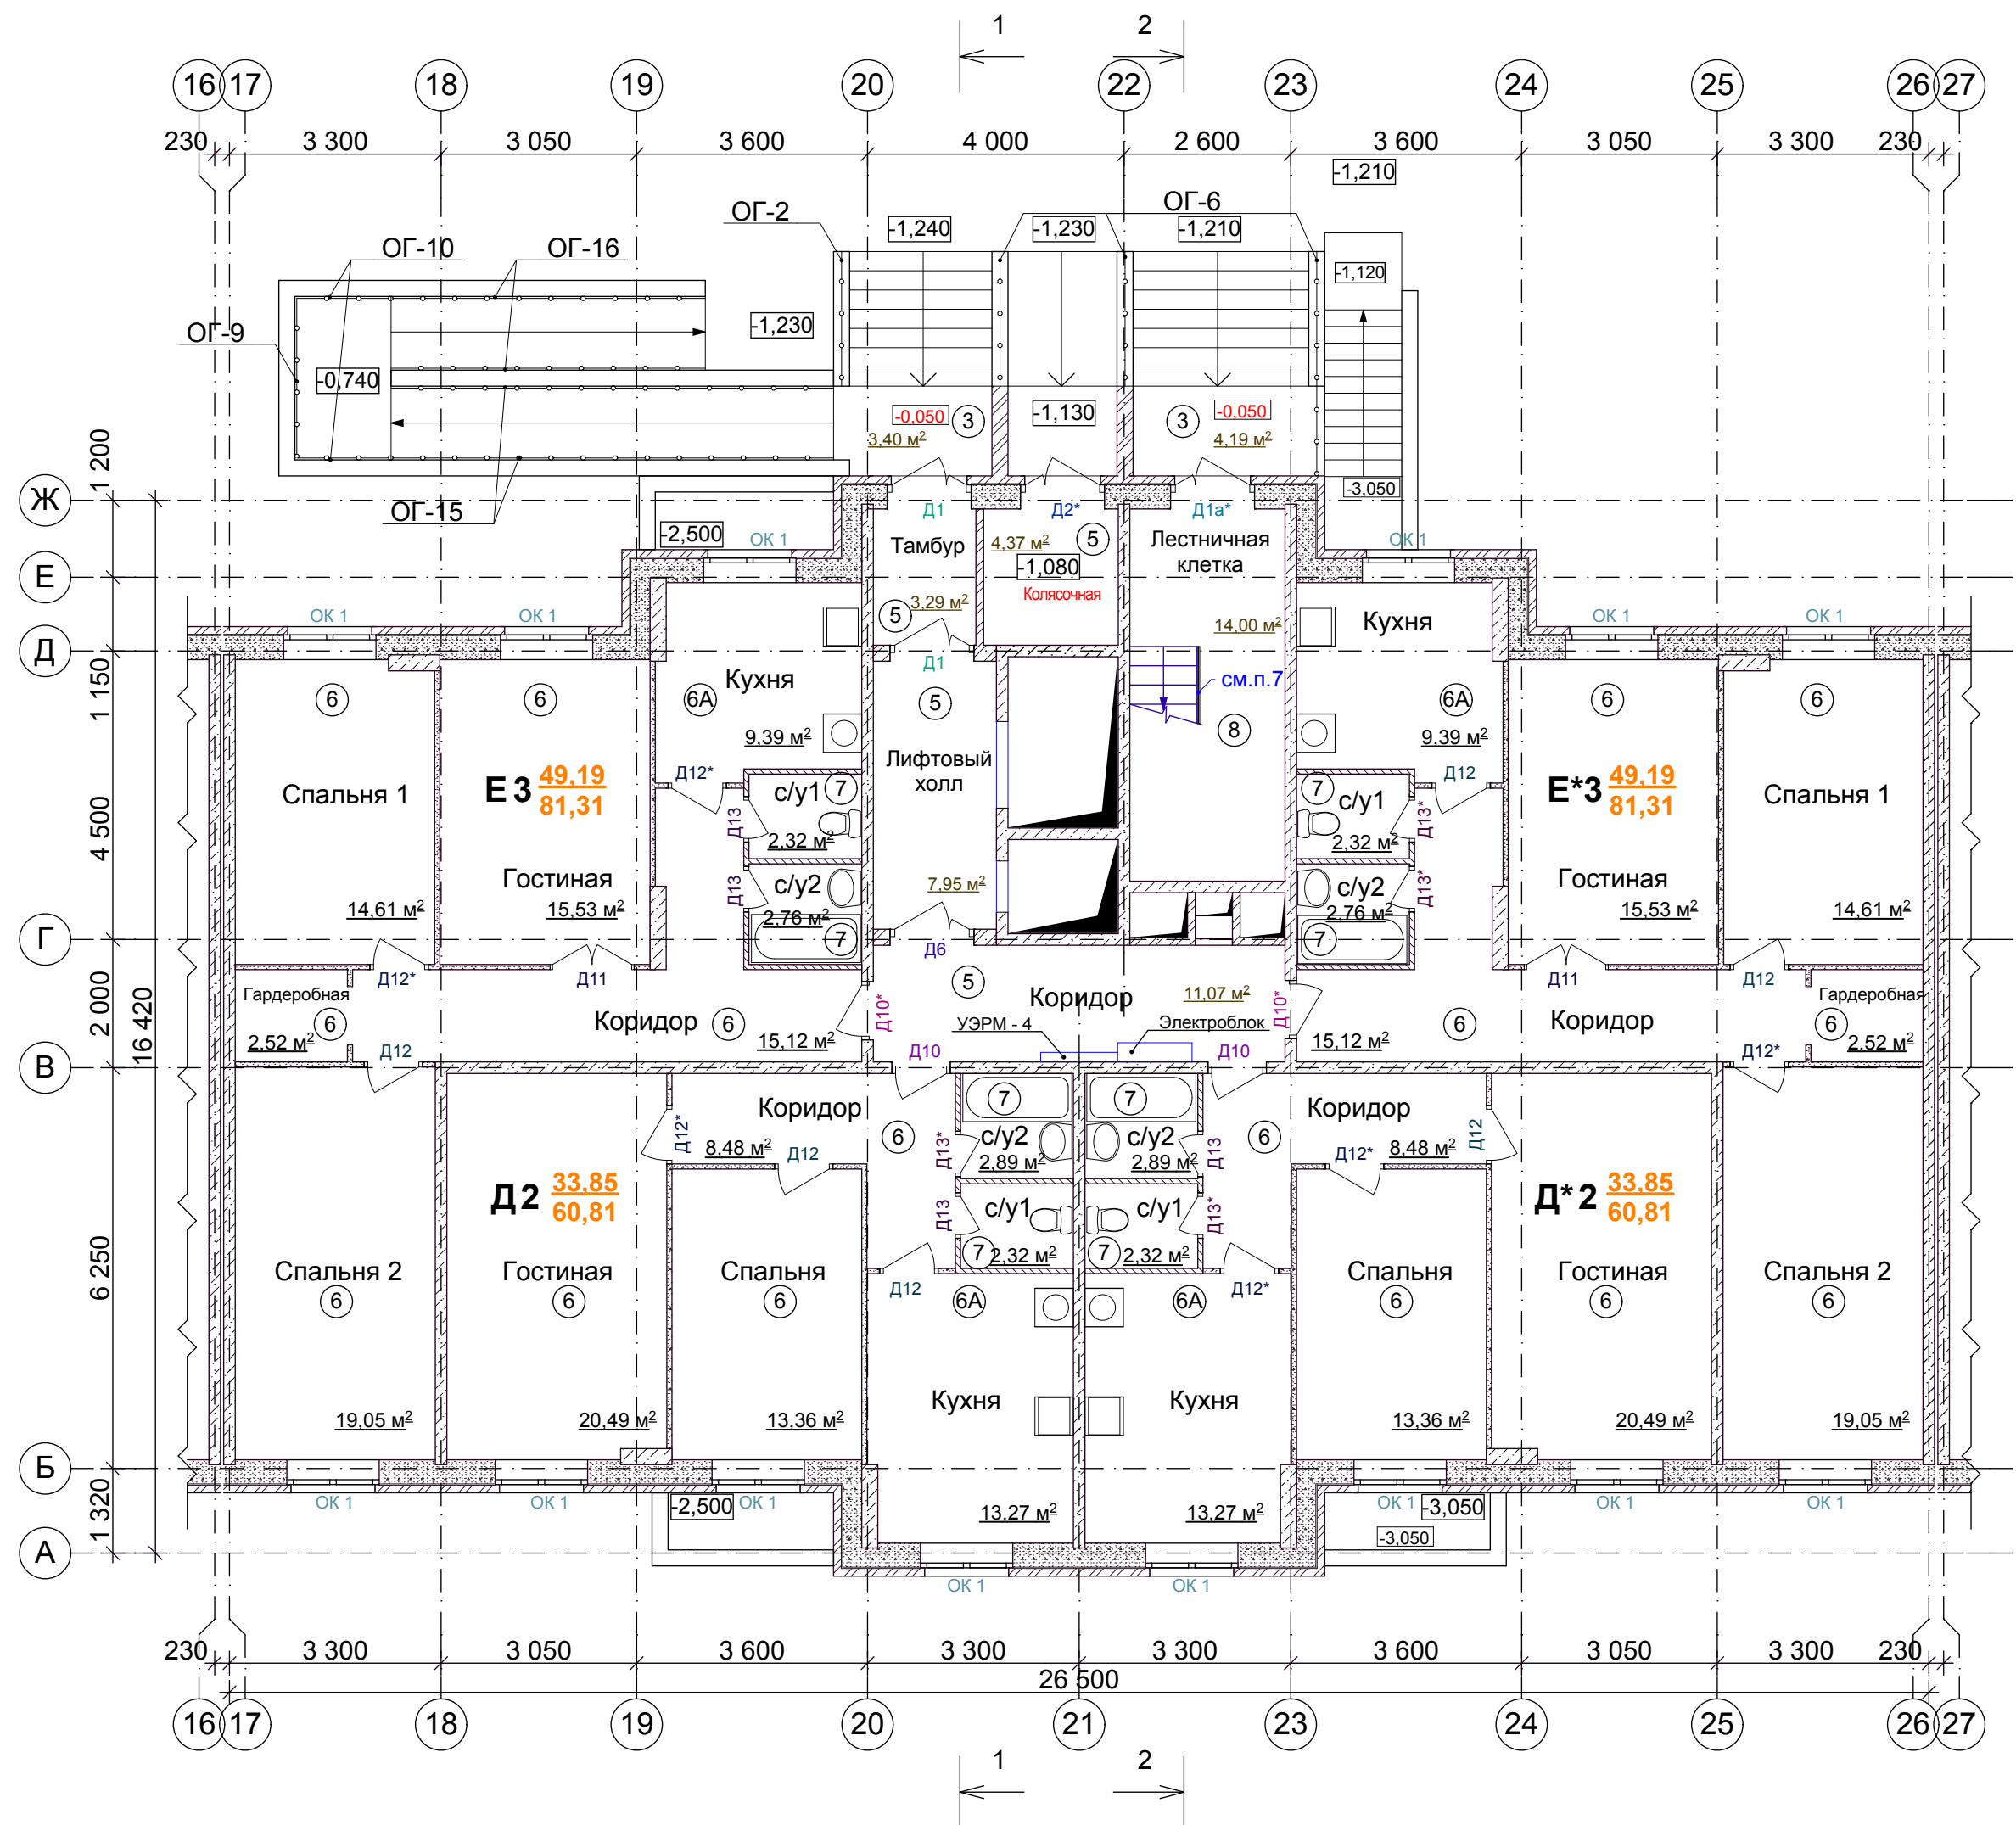 1 2
16 17 18 19 20 22 23 24 25 26 27
230 3 300 3 050 3 600 4 000 2 600 3 600 3 050 3 300 230
-1,210
ОГ-2 ОГ-6
-1,240 -1,230 -1,210
ОГ-10 ОГ-16
-1,120
-1,230
ОГ-9
-0,740
-0,050 3 -1,130 3 -0,050
3,40 м2 4,19 м2
1 200
Ж
-3,050
ОГ-15
Д1 Д2* Д1а*
-2,500 ОК 1 Тамбур 4,37 м2 5 Лестничная клетка ОК 1
Е
-1,080
Колясочная
ОК 1 ОК 1 5 3,29 м2 14,00 м2 Кухня ОК 1 ОК 1
Д
Д1
1 150
Кухня см.п.7
6 6 6А 5 8 6А 6 6
9,39 м2 9,39 м2
Лифтовый
холл
Д12* Д12
Спальня 1 Е 3 49,19
81,31
с/у1 7 7 с/у1 Е*3 49,19
81,31
Спальня 1
4 500
Д13 2,32 м2 2,32 м2 Д13*
Гостиная Д13 с/у2 7,95 м2 с/у2 Д13* Гостиная
14,61 м2 15,53 м2 2,76 м2 2,76 м2 15,53 м2 14,61 м2
Г
7 7
Д6
Д12* Д11 Д11 Д12
Гардеробная 5 Коридор 11,07 м2 Гардеробная
2 000
16 420
6 Коридор 6 Д10* Д10* 6 Коридор 6
УЭРМ - 4 Электроблок
2,52 м2 15,12 м2 15,12 м2 2,52 м2
Д12 Д10 Д10 Д12*
В
Коридор 7 7 Коридор
Д12* 6 Д13* с/у2 с/у2 Д13 6 Д12
8,48 м2 Д12 2,89 м2 2,89 м2 Д12* 8,48 м2
Д2 33,85
60,81
Д13 с/у1 с/у1 Д13* Д*2 33,85
60,81
7 2,32 м2 7 2,32 м2
6 250
Спальня 2 Гостиная Спальня Спальня Гостиная Спальня 2
Д12 Д12*
6 6 6 6А 6А 6 6 6
Кухня Кухня
19,05 м2 20,49 м2 13,36 м2 13,36 м2 20,49 м2 19,05 м2
Б
ОК 1 ОК 1 -2,500 ОК 1 13,27 м2 13,27 м2 ОК 1 -3,050 ОК 1 ОК 1
1 320
-3,050
А
ОК 1 ОК 1
230 3 300 3 050 3 600 3 300 3 300 3 600 3 050 3 300 230
26 500
16 17 18 19 20 21 23 24 25 26 27
1 2